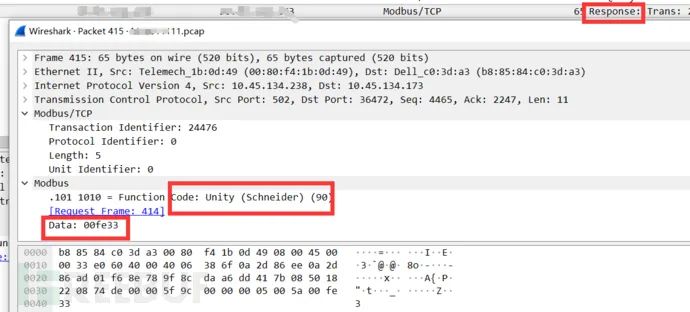 Modbus/TCP 65 Response: Trans: 2
Wireshark · Packet 415 · 11.pcap
Frame 415: 65 bytes on wire (520 bits), 65 bytes captured (520 bits)
Ethernet II, Src: Telemech_1b:0d:49 (00:80:f4:1b:0d:49), Dst: Dell_c0:3d:a3 (b8:85:84:c0:3d:a3)
Internet Protocol Version 4, Src: 10.45.134.238, Dst: 10.45.134.173
Transmission Control Protocol, Src Port: 502, Dst Port: 36472, Seq: 4465, Ack: 2247, Len: 11
Modbus/TCP
Transaction Identifier: 24476
Protocol Identifier: 0
Length: 5
Unit Identifier: 0
Modbus
.101 1010 = Function Code: Unity (Schneider) (90)
[Request Frame: 414]
Data: 00fe33
0000 b8 85 84 c0 3d a3 00 80 f4 1b 0d 49 08 00 45 00 ····=··· ···I··E·
0010 00 33 e0 60 40 00 40 06 38 6f 0a 2d 86 ee 0a 2d ·3·`@·@· 8o·-···-
0020 86 ad 01 f6 8e 78 9f 8c da a6 dd 41 7b 08 50 18 ·····x·· ···A{·P·
0030 22 08 74 de 00 00 5f 9c 00 00 00 05 00 5a 00 fe "·t···_· ·····Z··
0040 33 3